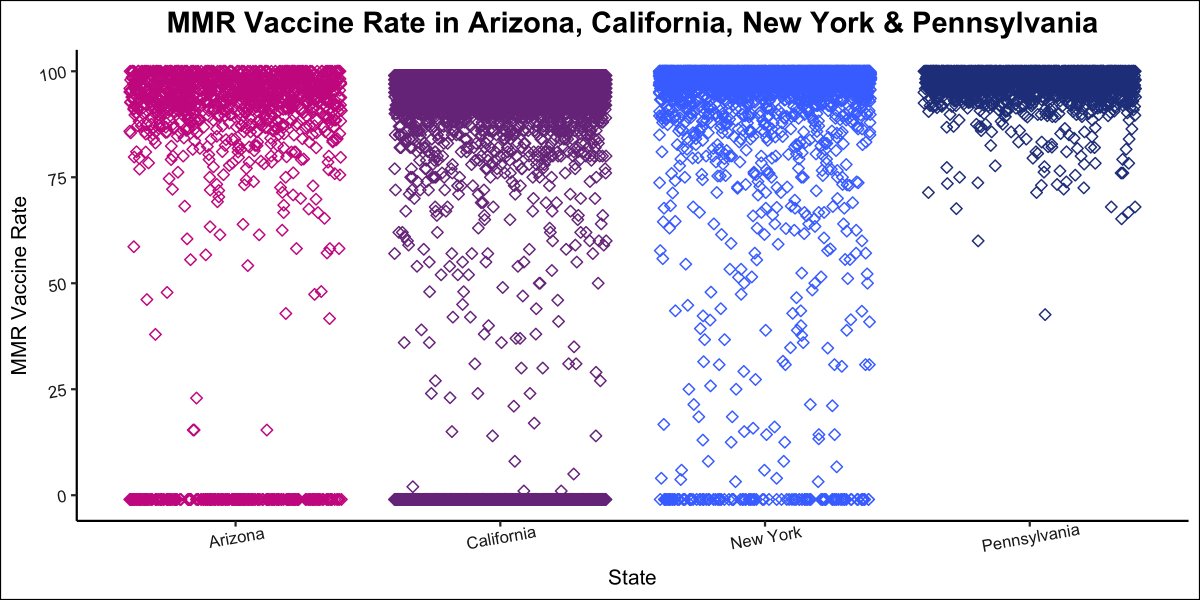 MMR Vaccine Rate in Arizona, California, New York & Pennsylvania
MMR Vaccine Rate
100
75
50
25
0
Arizona
California
New York
Pennsylvania
State